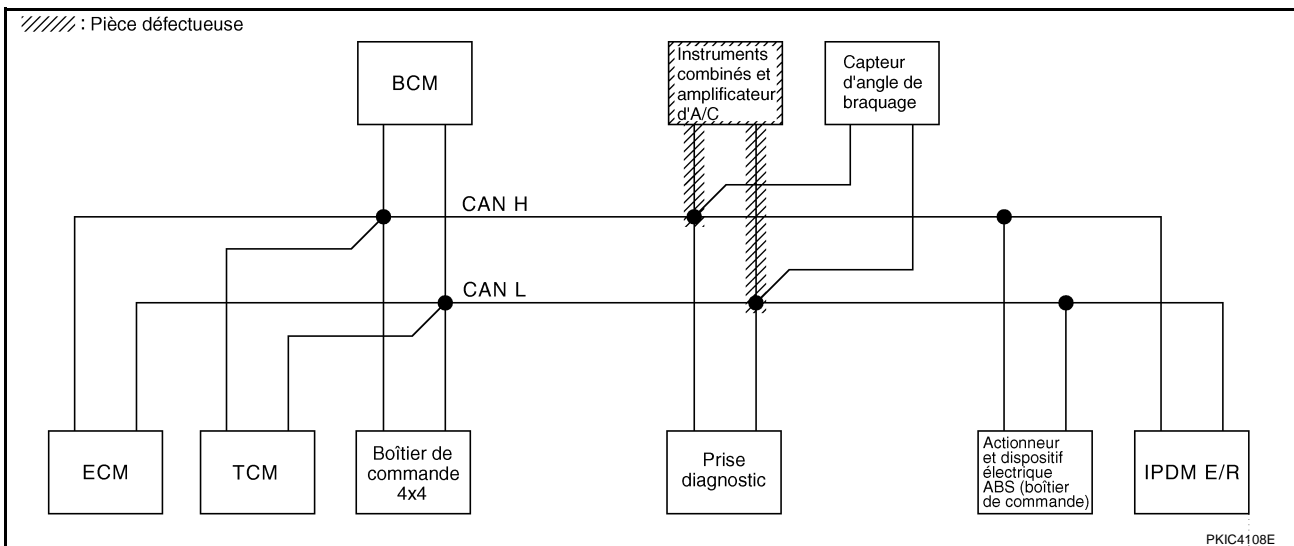 : Pièce défectueuse
BCM
Instruments
combinés et
amplificateur
d'A/C
Capteur
d'angle de
braquage
CAN H
CAN L
ECM
TCM
Boîtier de
commande
4x4
Prise
diagnostic
Actionneur
et dispositif
électrique
ABS (boîtier
de commande)
IPDM E/R
PKIC4108E